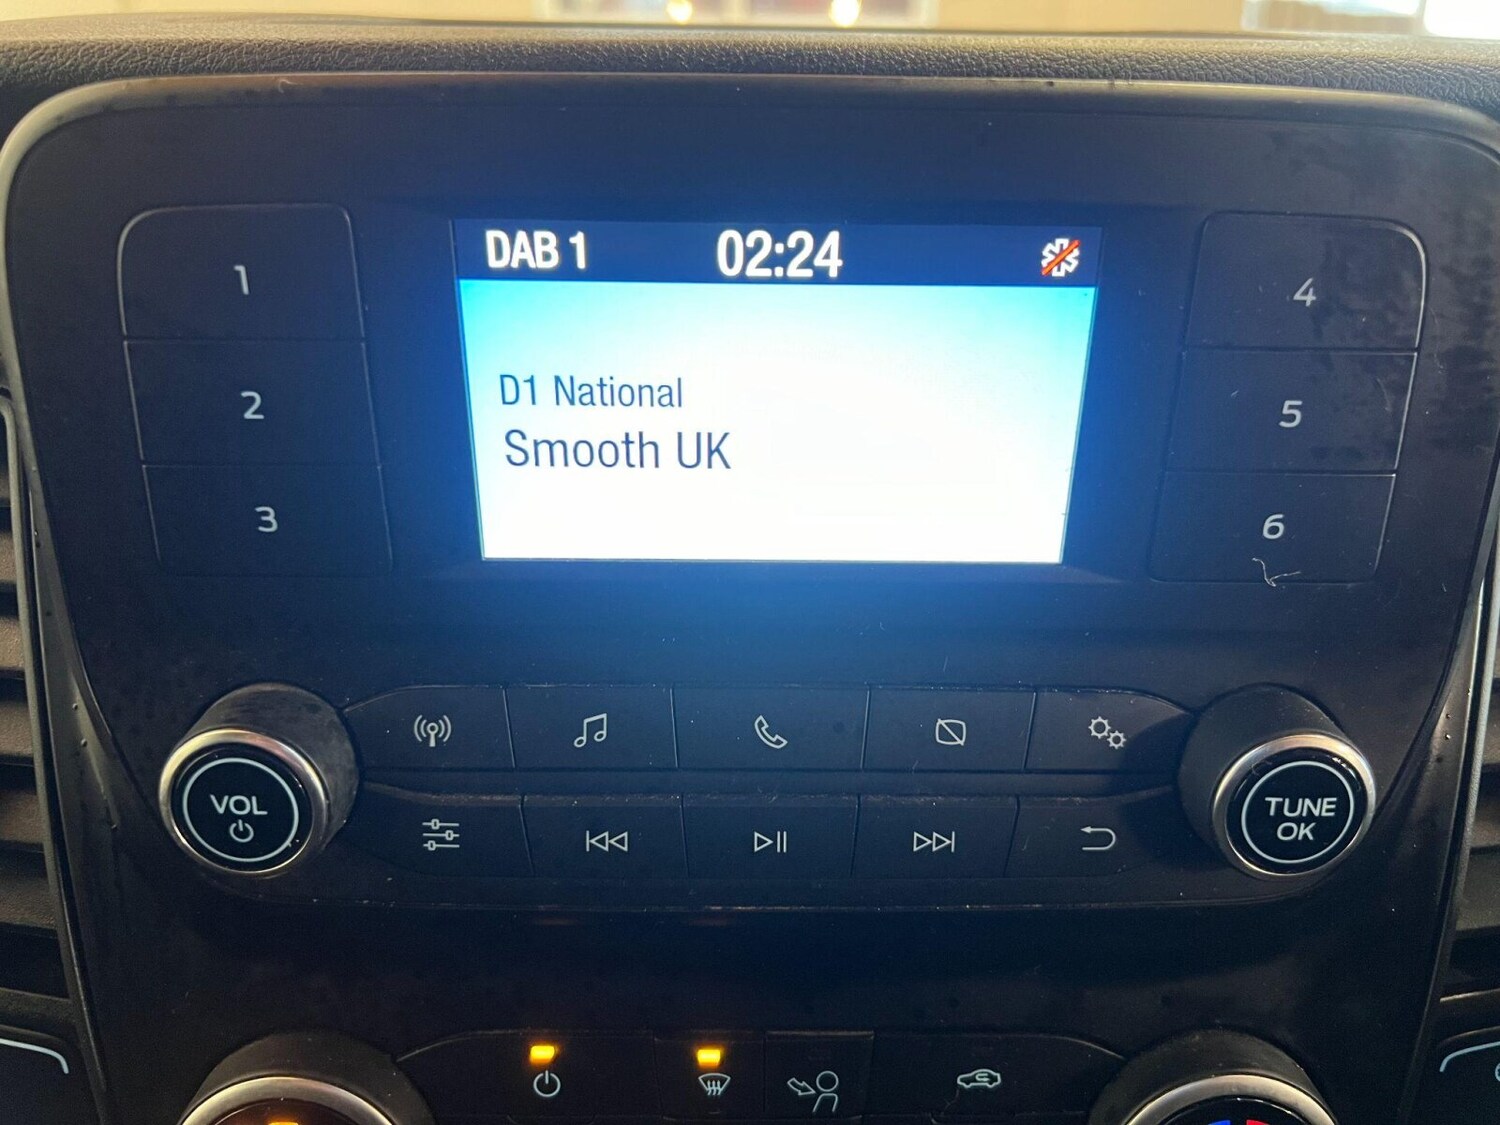 DAB 1 02:24
D1 National
Smooth UK
1
2
3
4
5
6
VOL
TUNE
OK